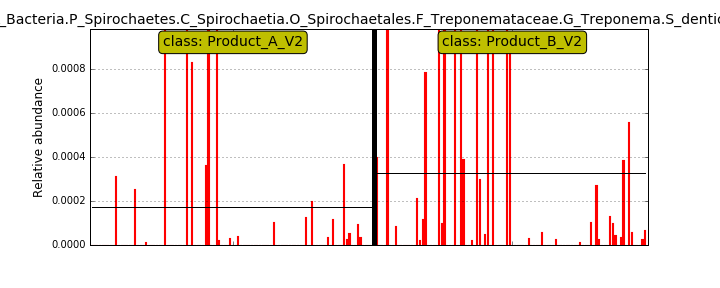 _Bacteria.P_Spirochaetes.C_Spirochaetia.O_Spirochaetales.F_Treponemataceae.G_Treponema.S_dentic
class: Product_A_V2 class: Product_B_V2
0.0008
0.0006
0.0004
0.0002
0.0000
Relative abundance